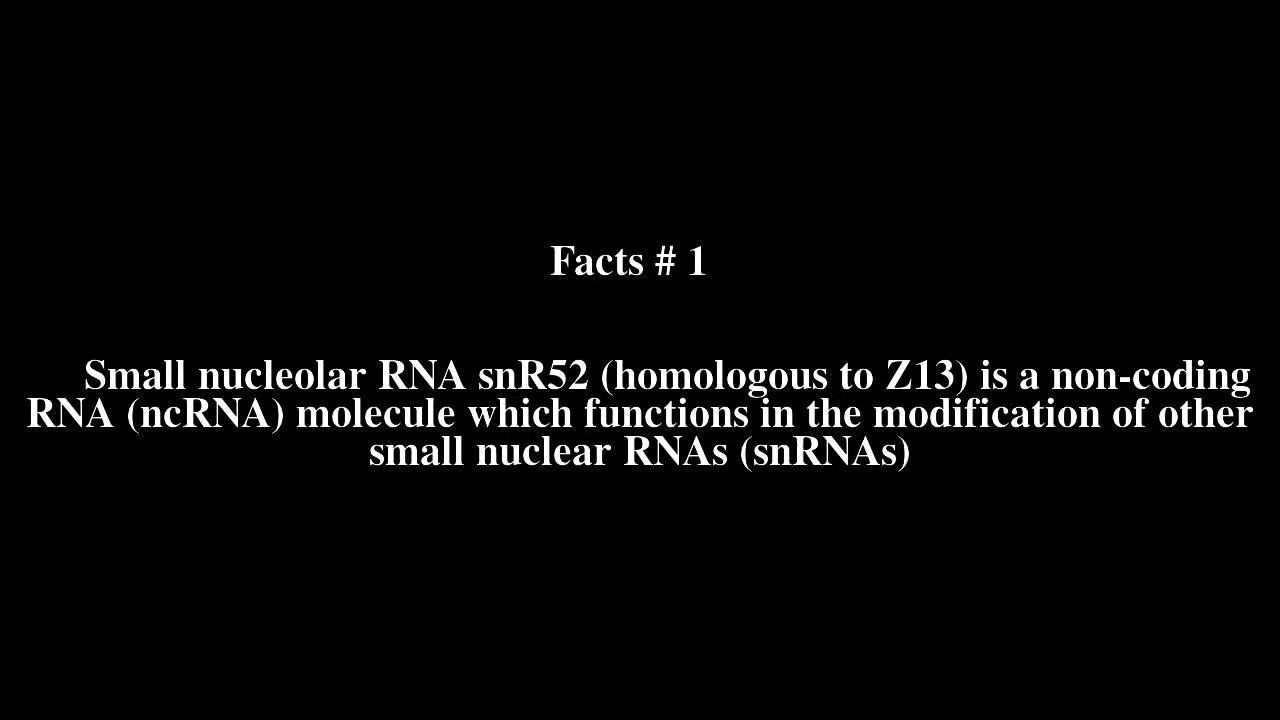 Facts # 1
Small nucleolar RNA snR52 (homologous to Z13) is a non-coding
RNA (ncRNA) molecule which functions in the modification of other
small nuclear RNAs (snRNAs)